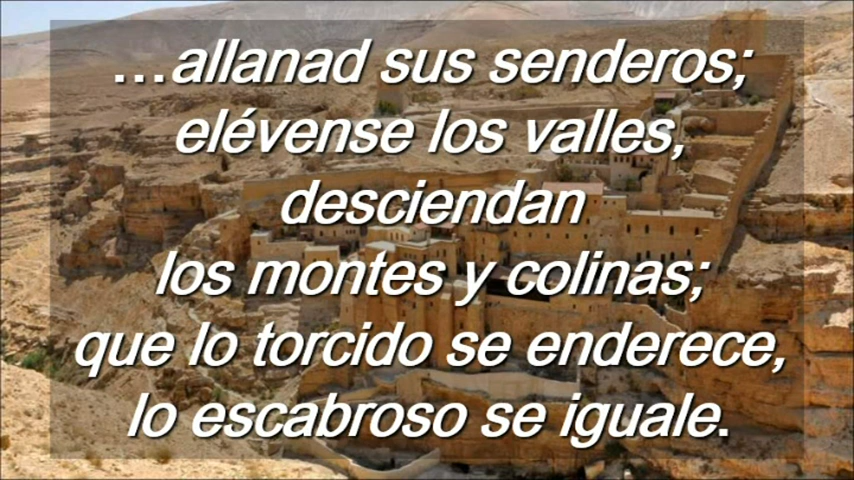 …allanad sus senderos;
elévense los valles,
desciendan
los montes y colinas;
que lo torcido se enderece,
lo escabroso se iguale.